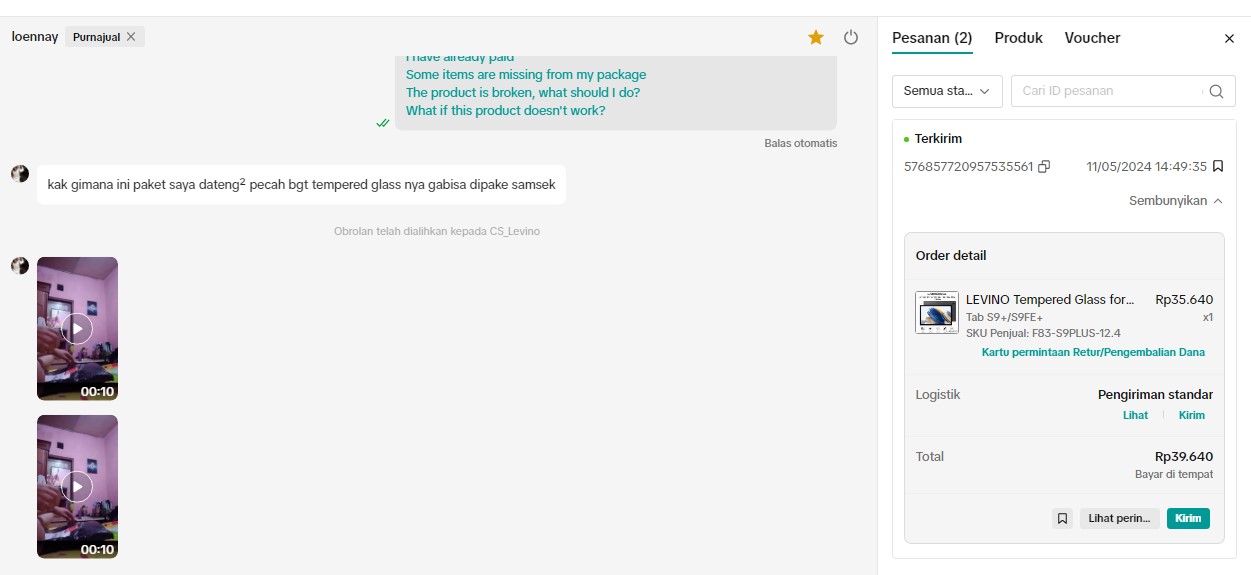 loennay
Purnajual
I have already paid
Some items are missing from my package
The product is broken, what should I do?
What if this product doesn't work?
Balas otomatis
kak gimana ini paket saya dateng² pecah bgt tempered glass nya gabisa dipake samsek
Obrolan telah dialihkan kepada CS_Levino
00:10
00:10
Pesanan (2)
Produk
Voucher
Semua sta...
Cari ID pesanan
Terkirim
576857720957535561
11/05/2024 14:49:35
Sembunyikan
Order detail
LEVINO Tempered Glass for...
Rp35.640
Tab S9+/S9FE+
x1
SKU Penjual: F83-S9PLUS-12.4
Kartu permintaan Retur/Pengembalian Dana
Logistik
Pengiriman standar
Lihat
Kirim
Total
Rp39.640
Bayar di tempat
Lihat perin...
Kirim